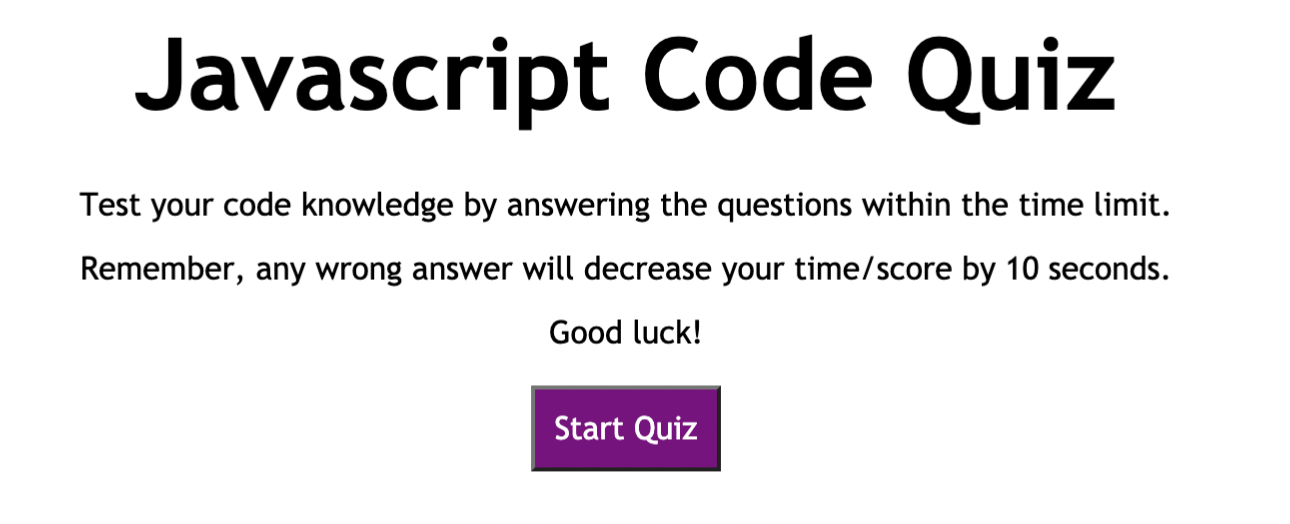 Javascript Code Quiz
Test your code knowledge by answering the questions within the time limit.
Remember, any wrong answer will decrease your time/score by 10 seconds.
Good luck!
Start Quiz